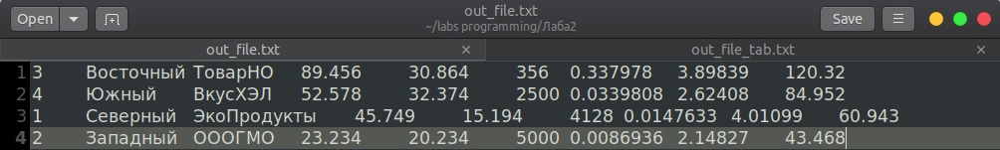 Open out_file.txt Save
~/labs programming/Лаба2
out_file.txt × out_file_tab.txt ×
1 3 Восточный ТоварНО 89.456 30.864 356 0.337978 3.89839 120.32
2 4 Южный ВкусХЭЛ 52.578 32.374 2500 0.0339808 2.62408 84.952
3 1 Северный ЭкоПродукты 45.749 15.194 4128 0.0147633 4.01099 60.943
4 2 Западный ОООГМО 23.234 20.234 5000 0.0086936 2.14827 43.468